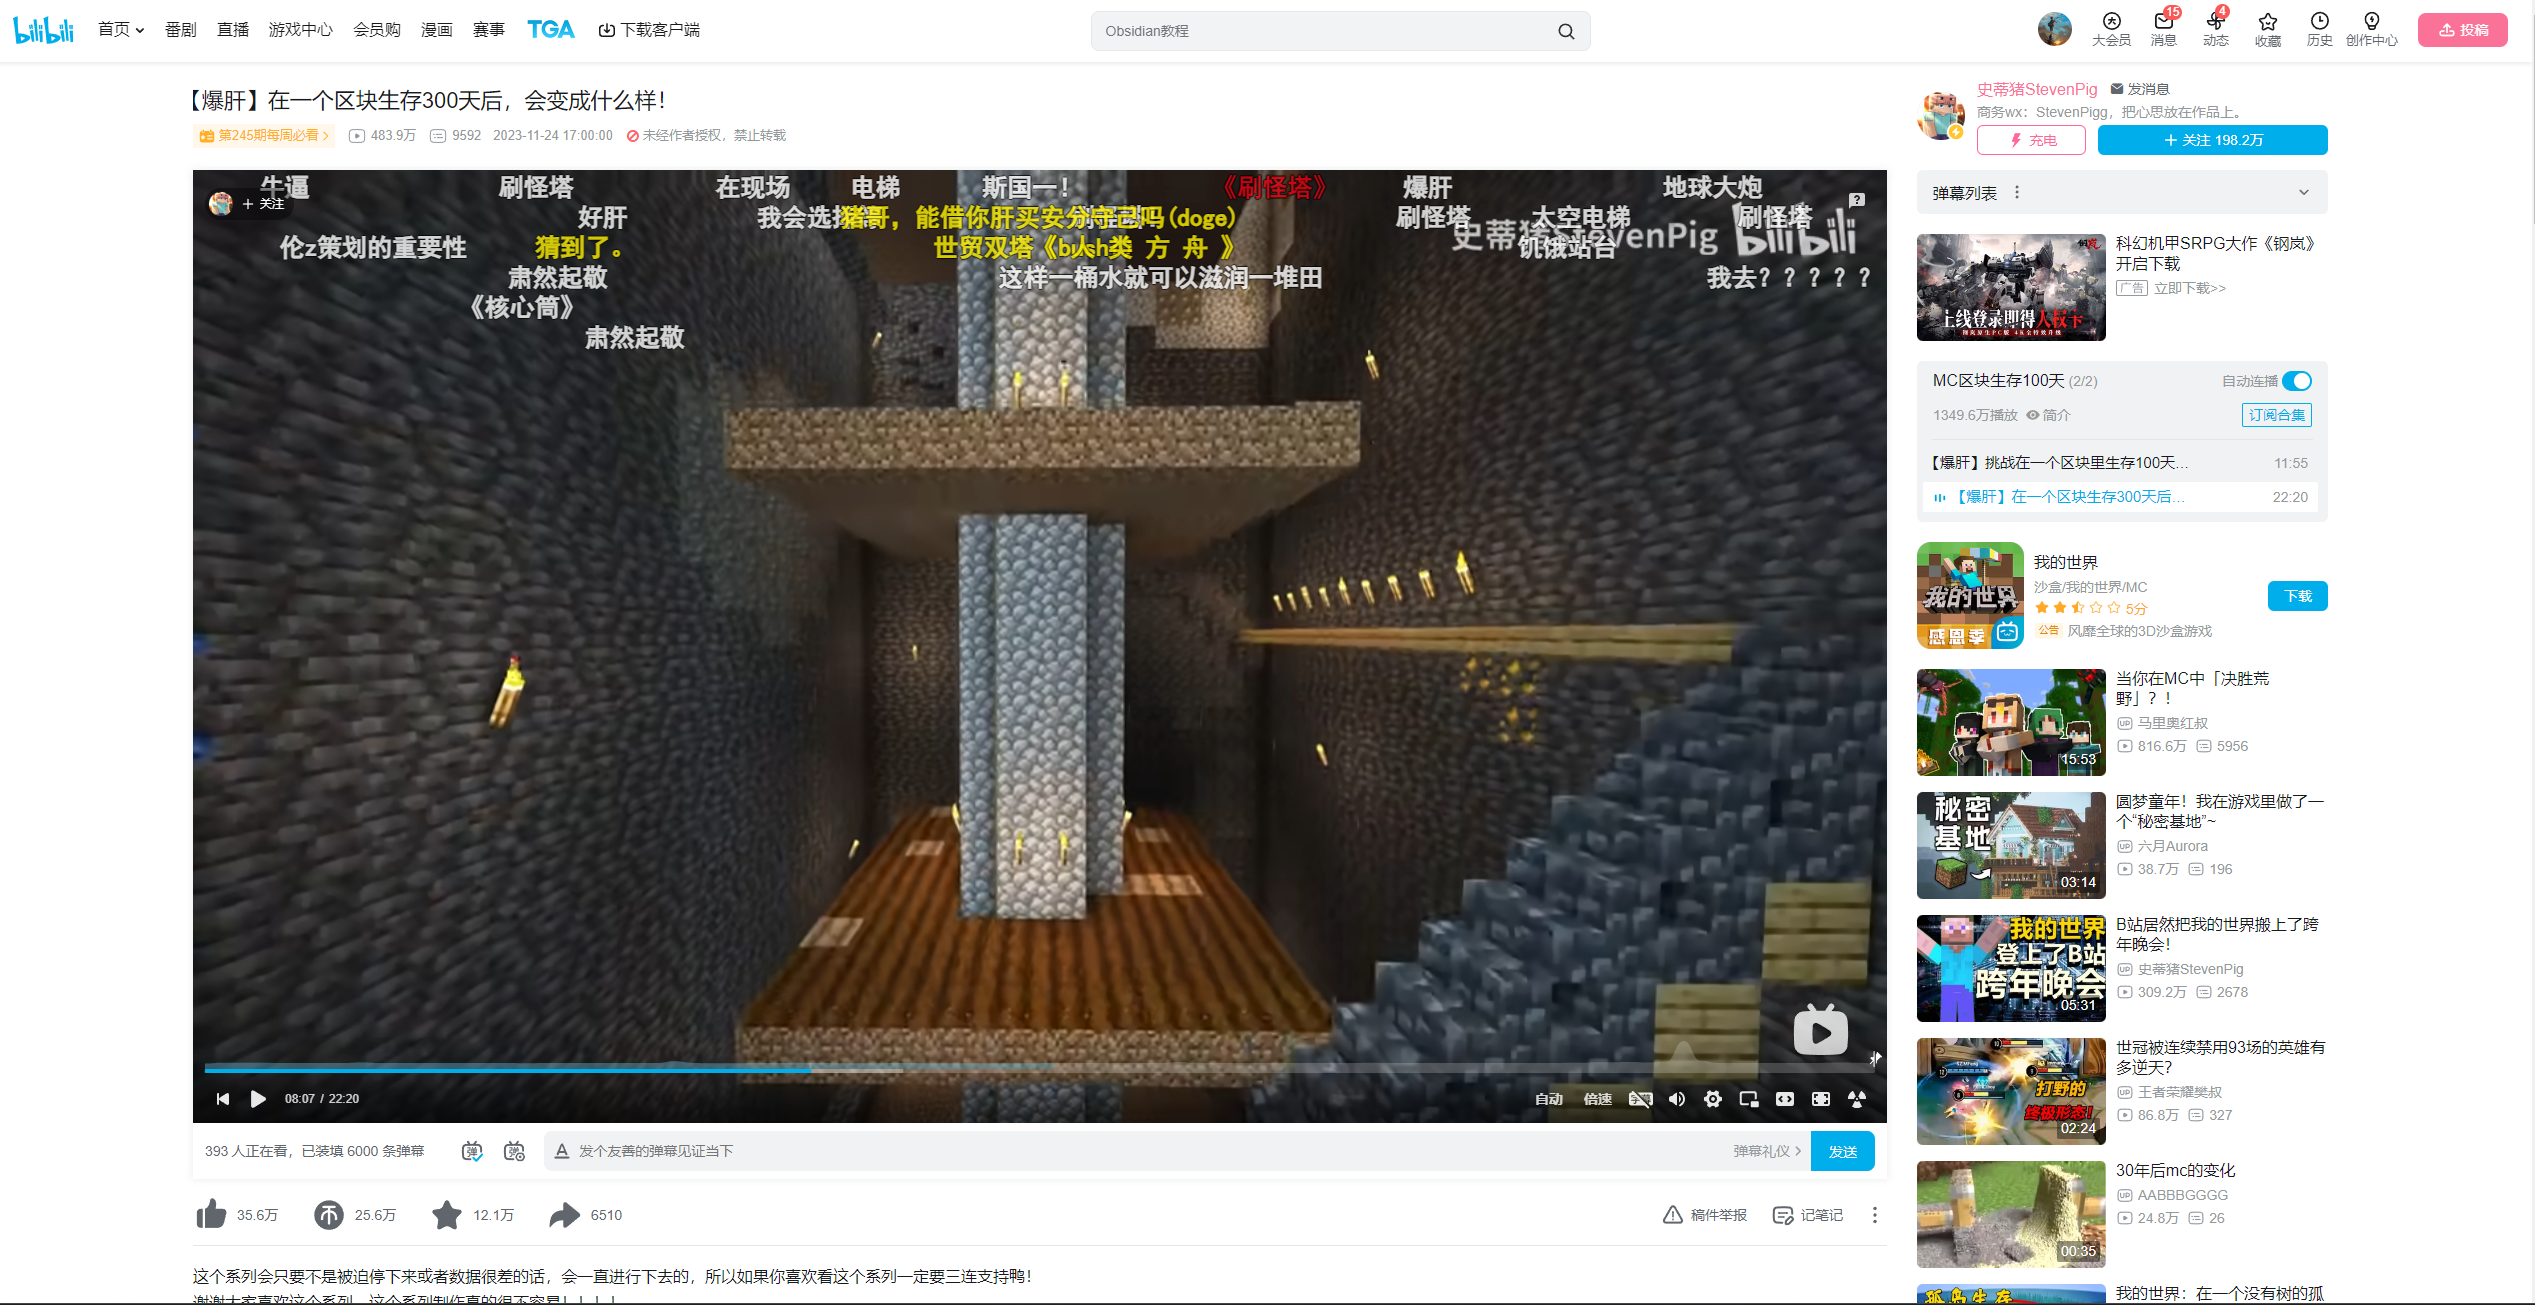 bilibili 首页 番剧 直播 游戏中心 会员购 漫画 赛事 TGA 下载客户端 Obsidian教程 大会员 15 消息 4 动态 收藏 历史 创作中心 投稿
【爆肝】在一个区块生存300天后，会变成什么样！
第245期每周必看 483.9万 9592 2023-11-24 17:00:00 未经作者授权，禁止转载
牛逼 刷怪塔 在现场 电梯 斯国一！ 《刷怪塔》 爆肝 地球大炮
+ 关注
好肝 猪哥，能借你肝买安分守己吗(doge) 刷怪塔 太空电梯 刷怪塔
史蒂猪StevenPig bilibili
伦z策划的重要性 猜到了。 饥饿站台
肃然起敬 这样一桶水就可以滋润一堆田 我去？？？？？
《核心筒》
肃然起敬
08:07 / 22:20 自动 倍速
393 人正在看，已装填 6000 条弹幕 发个友善的弹幕见证当下 弹幕礼仪 发送
35.6万 25.6万 12.1万 6510 稿件举报 记笔记
这个系列会只要不是被迫停下来或者数据很差的话，会一直进行下去的，所以如果你喜欢看这个系列一定要三连支持鸭！
谢谢大家喜欢这个系列，这个系列制作真的很不容易！！！！
史蒂猪StevenPig 发消息
商务wx：StevenPigg，把心思放在作品上。
充电 + 关注 198.2万
弹幕列表
上线登录即得人权卡
科幻机甲SRPG大作《钢岚》
开启下载
广告 立即下载>>
MC区块生存100天 (2/2) 自动连播
1349.6万播放 简介 订阅合集
【爆肝】挑战在一个区块里生存100天… 11:55
【爆肝】在一个区块生存300天后… 22:20
我的世界
感恩季
我的世界
沙盒/我的世界/MC
5分
下载
公告 风靡全球的3D沙盒游戏
15:53
当你在MC中「决胜荒
野」？！
UP 马里奥红叔
816.6万 5956
秘密
基地
03:14
圆梦童年！我在游戏里做了一
个“秘密基地”~
UP 六月Aurora
38.7万 196
我的世界
登上了B站
跨年晚会
05:31
B站居然把我的世界搬上了跨
年晚会！
UP 史蒂猪StevenPig
309.2万 2678
打野的
终极形态！
02:24
世冠被连续禁用93场的英雄有
多逆天？
UP 王者荣耀樊叔
86.8万 327
00:35
30年后mc的变化
UP AABBBGGGG
24.8万 26
孤岛生存
我的世界：在一个没有树的孤